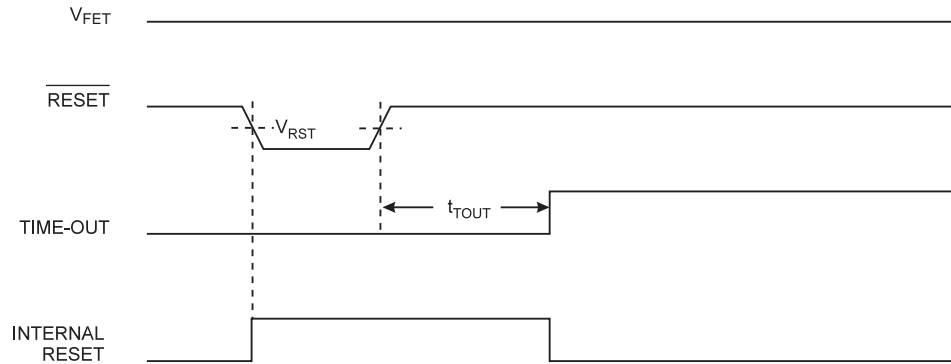 VFET
RESET
VRST
tTOUT
TIME-OUT
INTERNAL
RESET